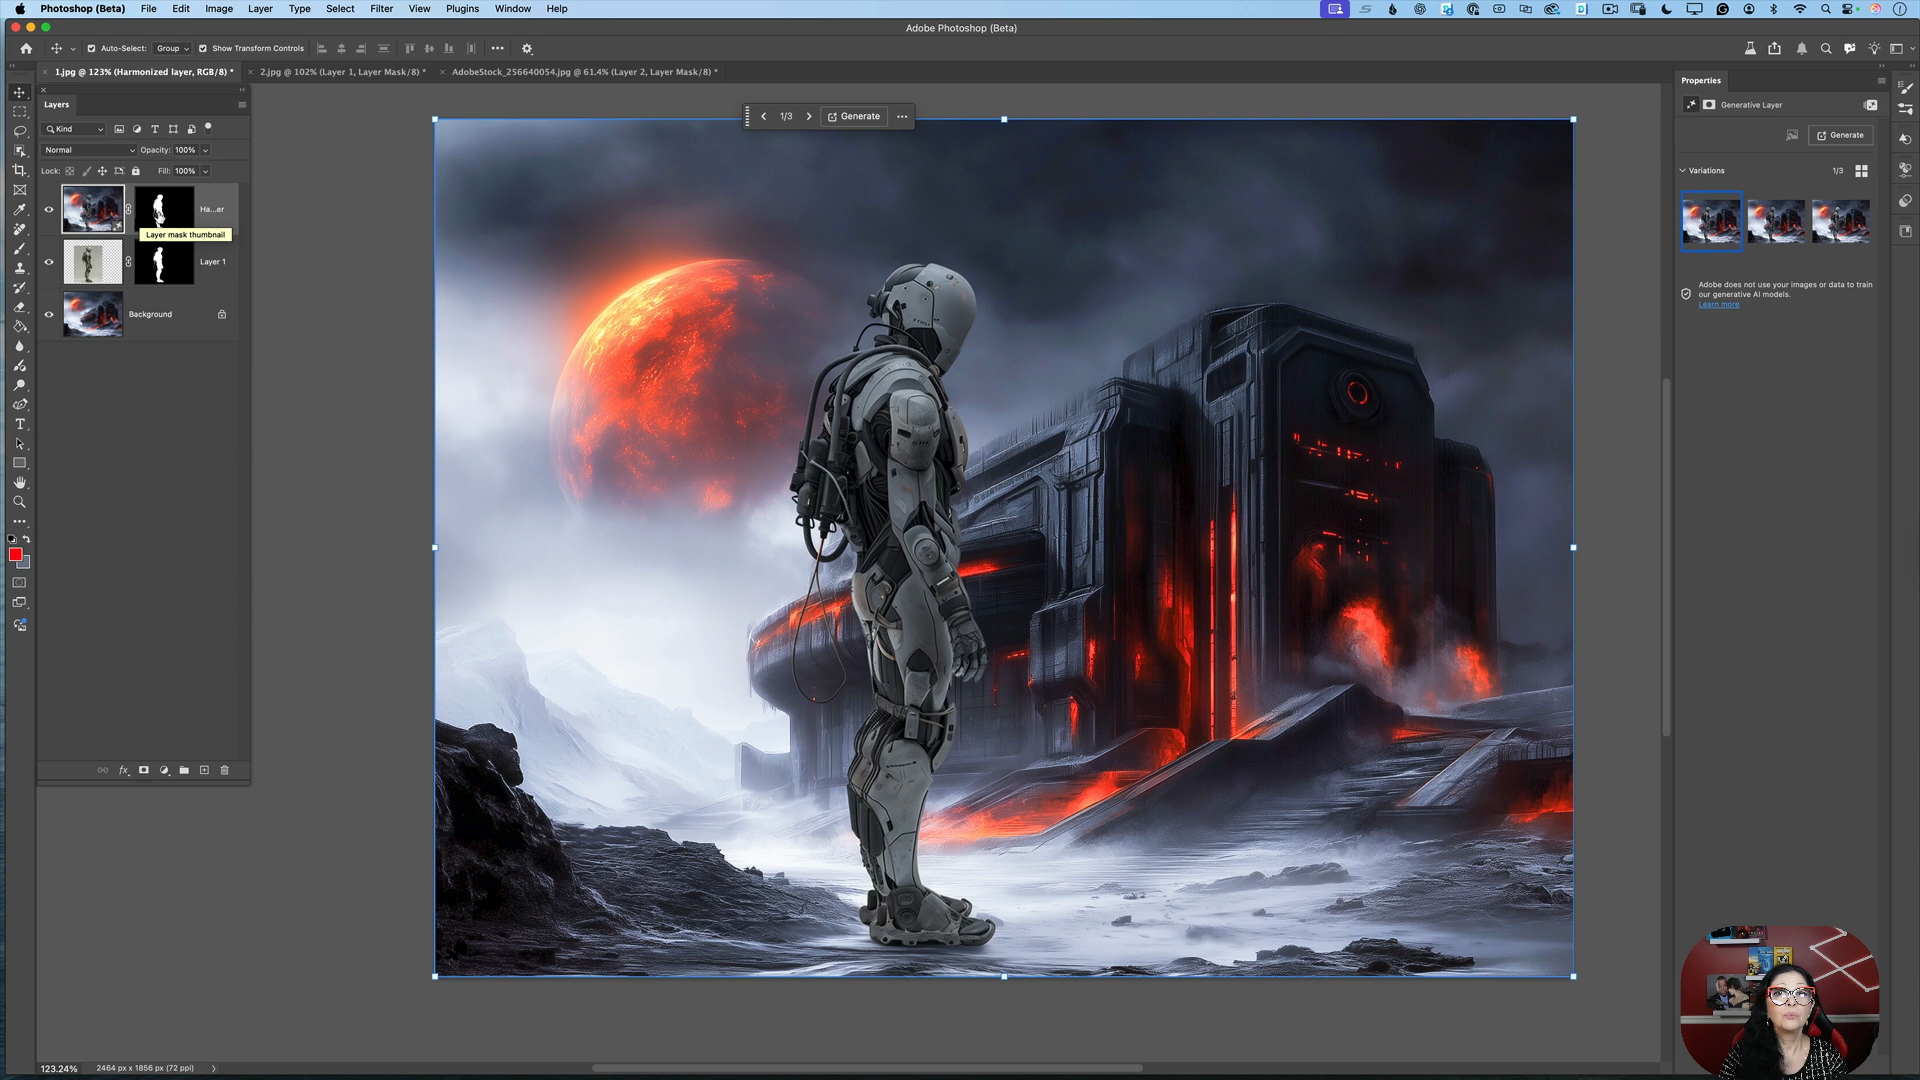 Photoshop (Beta) File Edit Image Layer Type Select Filter View Plugins Window Help
Adobe Photoshop (Beta)
Auto-Select: Group Show Transform Controls
1.jpg @ 123% (Harmonized layer, RGB/8) * 2.jpg @ 102% (Layer 1, Layer Mask/8) * AdobeStock_256640054.jpg @ 61.4% (Layer 2, Layer Mask/8) *
Layers
Kind
Normal Opacity: 100%
Lock: Fill: 100%
Ha...er
Layer mask thumbnail
Layer 1
Background
1/3 Generate
Properties
Generative Layer
Generate
Variations 1/3
Adobe does not use your images or data to train
our generative AI models.
Learn more
123.24% 2464 px x 1856 px (72 ppi)